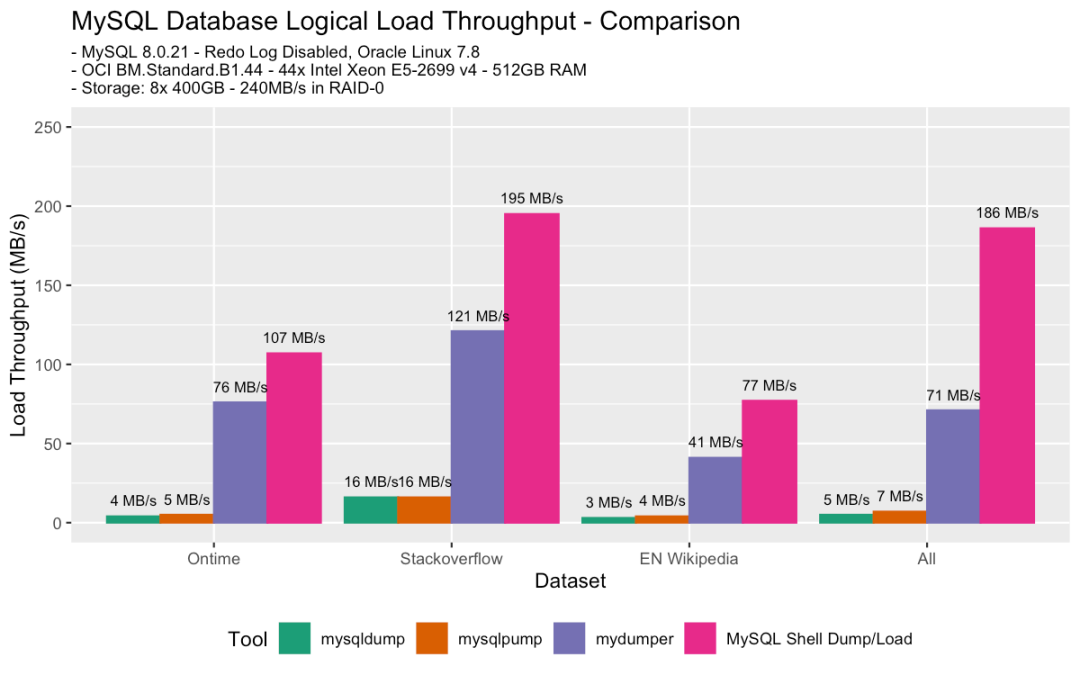 MySQL Database Logical Load Throughput - Comparison
- MySQL 8.0.21 - Redo Log Disabled, Oracle Linux 7.8
- OCI BM.Standard.B1.44 - 44x Intel Xeon E5-2699 v4 - 512GB RAM
- Storage: 8x 400GB - 240MB/s in RAID-0
Load Throughput (MB/s)
250
200
150
100
50
0
4 MB/s
5 MB/s
76 MB/s
107 MB/s
16 MB/s
16 MB/s
121 MB/s
195 MB/s
3 MB/s
4 MB/s
41 MB/s
77 MB/s
5 MB/s
7 MB/s
71 MB/s
186 MB/s
Ontime
Stackoverflow
EN Wikipedia
All
Dataset
Tool
mysqldump
mysqlpump
mydumper
MySQL Shell Dump/Load